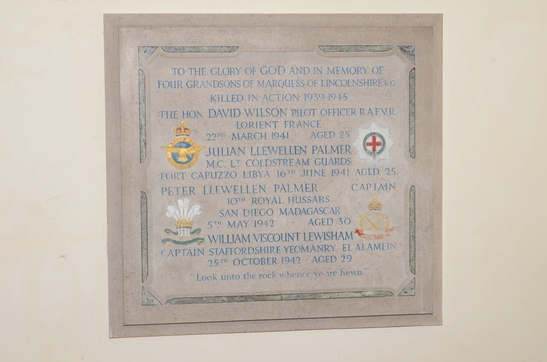 TO THE GLORY OF GOD AND IN MEMORY OF
FOUR GRANDSONS OF MARQUESS OF LINCOLNSHIRE K.G.
KILLED IN ACTION 1939-1945
THE HON. DAVID WILSON PILOT OFFICER R.A.F.V.R.
LORIENT FRANCE
22ND MARCH 1941 AGED 25
JULIAN LLEWELLEN PALMER
M.C. LT COLDSTREAM GUARDS
FORT CAPUZZO LIBYA 16TH JUNE 1941 AGED 25
PETER LLEWELLEN PALMER CAPTAIN
10TH ROYAL HUSSARS
SAN DIEGO MADAGASCAR
5TH MAY 1942 AGED 30
WILLIAM VISCOUNT LEWISHAM
CAPTAIN STAFFORDSHIRE YEOMANRY. EL ALAMEIN
25TH OCTOBER 1942 AGED 29
"Look unto the rock whence ye are hewn"